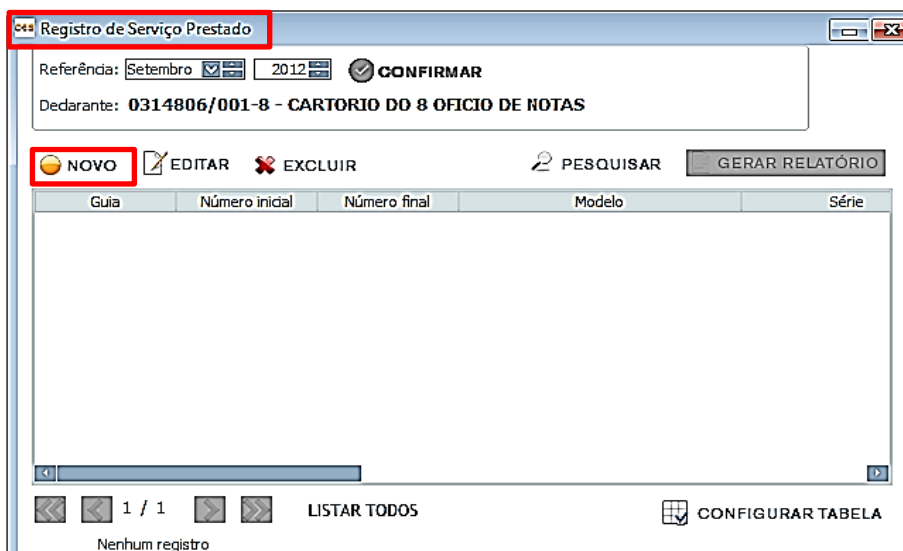 Registro de Serviço Prestado
Referência: Setembro 2012 CONFIRMAR
Declarante: 0314806/001-8 - CARTORIO DO 8 OFICIO DE NOTAS
NOVO EDITAR EXCLUIR PESQUISAR GERAR RELATÓRIO
Guia Número inicial Número final Modelo Série
1 / 1 LISTAR TODOS CONFIGURAR TABELA
Nenhum registro